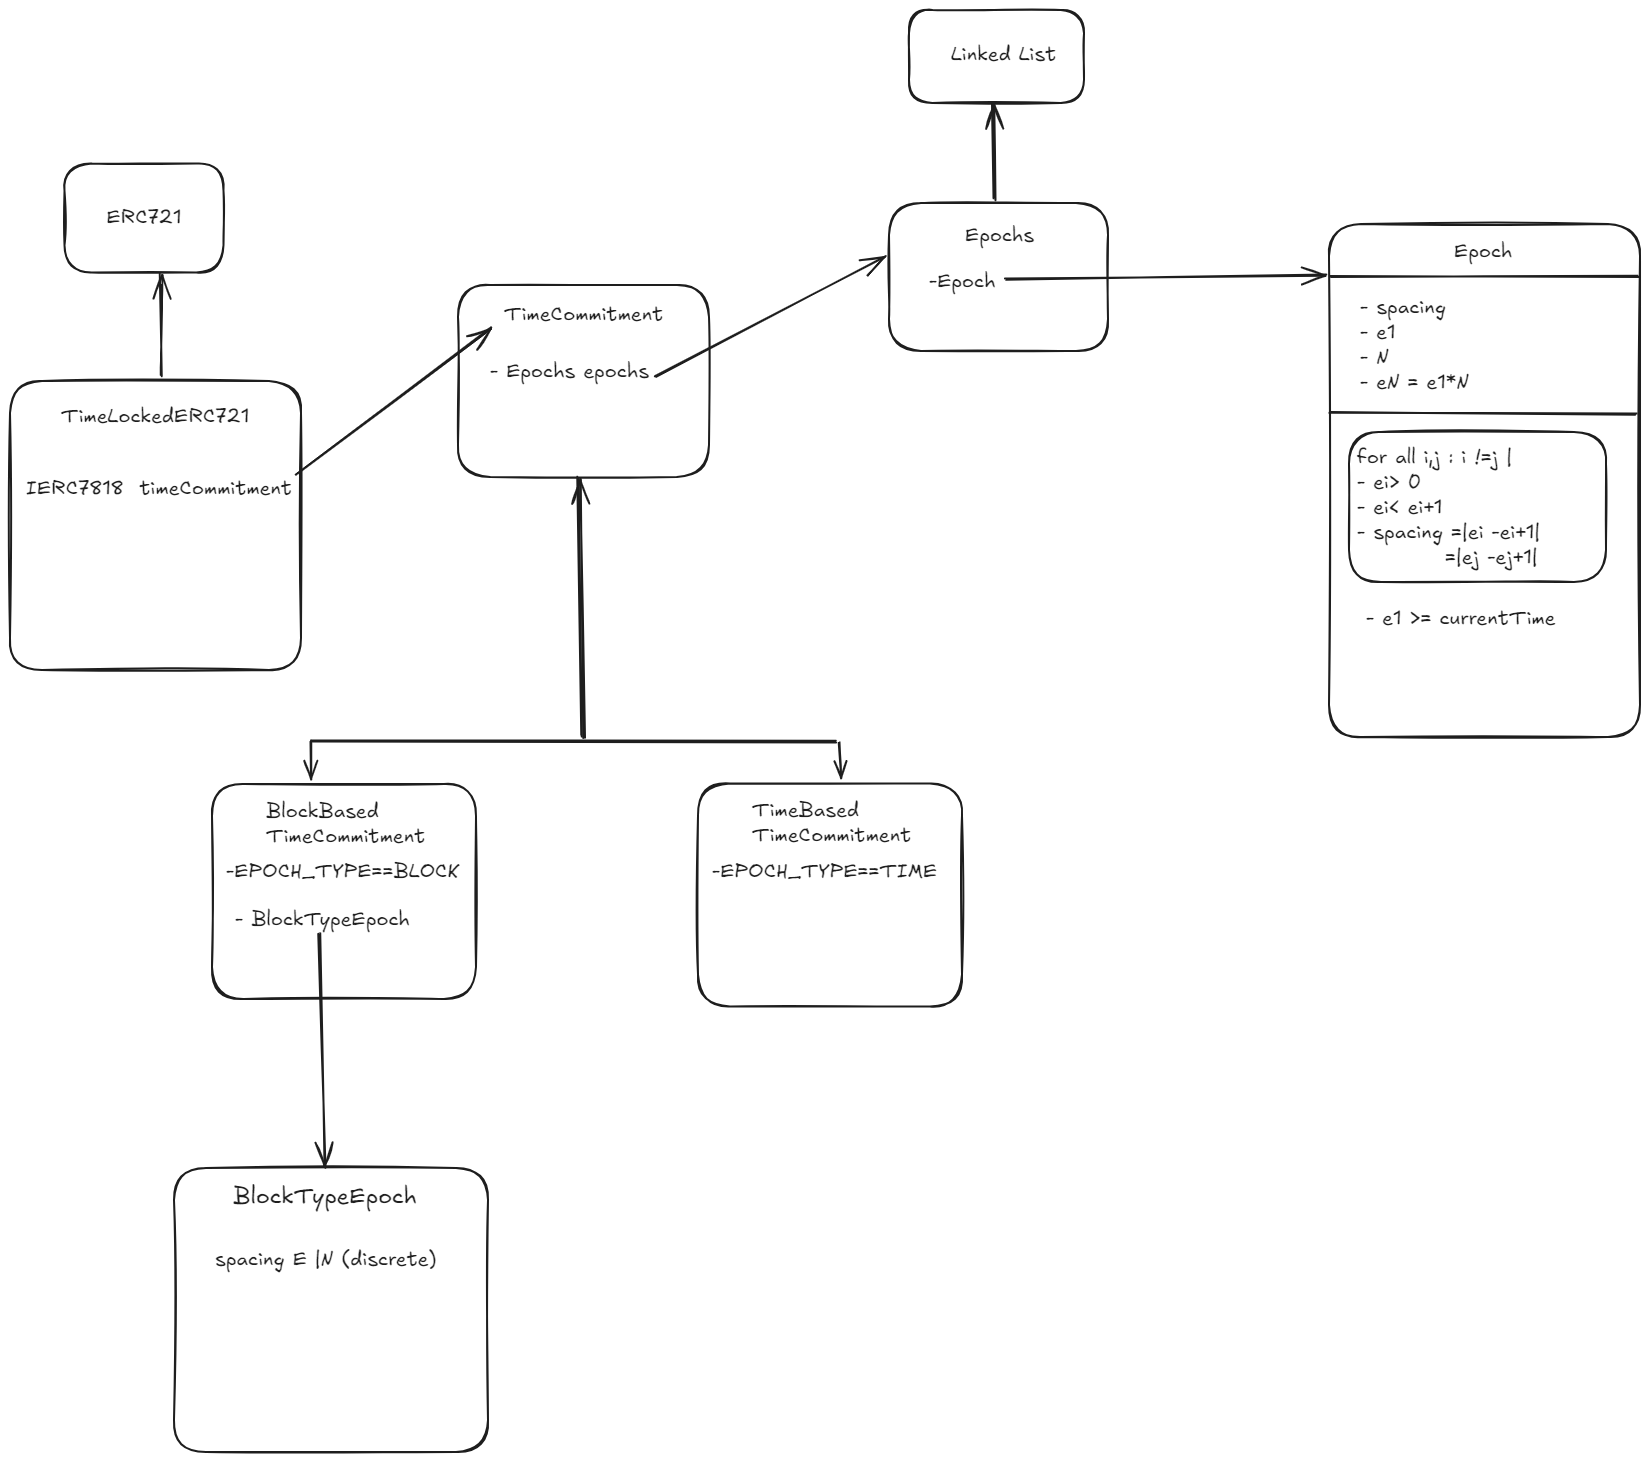 Linked List
ERC721
Epochs
-Epoch
Epoch
- spacing
- e1
- N
- eN = e1*N
for all i,j : i !=j |
- ei> 0
- ei< ei+1
- spacing =|ei -ei+1|
=|ej -ej+1|
- e1 >= currentTime
TimeCommitment
- Epochs epochs
TimeLockedERC721
IERC7818 timeCommitment
BlockBased
TimeCommitment
-EPOCH_TYPE==BLOCK
- BlockTypeEpoch
TimeBased
TimeCommitment
-EPOCH_TYPE==TIME
BlockTypeEpoch
spacing E |N (discrete)